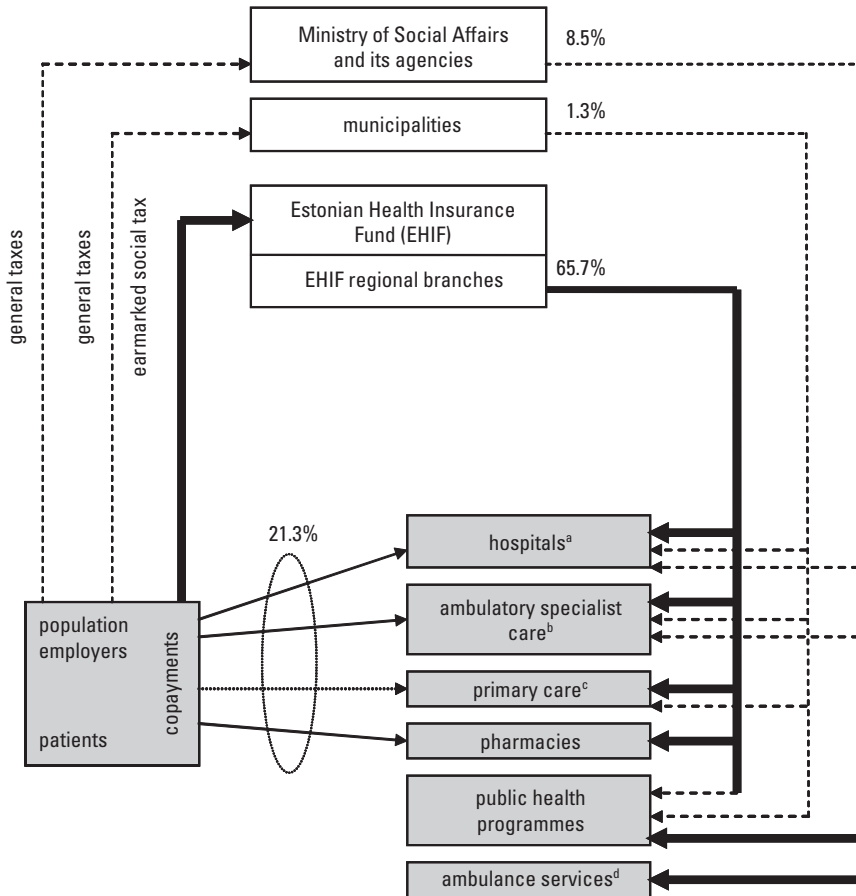 Ministry of Social Affairs
and its agencies
8.5%
municipalities
1.3%
general taxes
general taxes
earmarked social tax
Estonian Health Insurance
Fund (EHIF)
EHIF regional branches
65.7%
21.3%
hospitalsᵃ
population
employers
copayments
patients
ambulatory specialist
careᵇ
primary careᶜ
pharmacies
public health
programmes
ambulance servicesᵈ